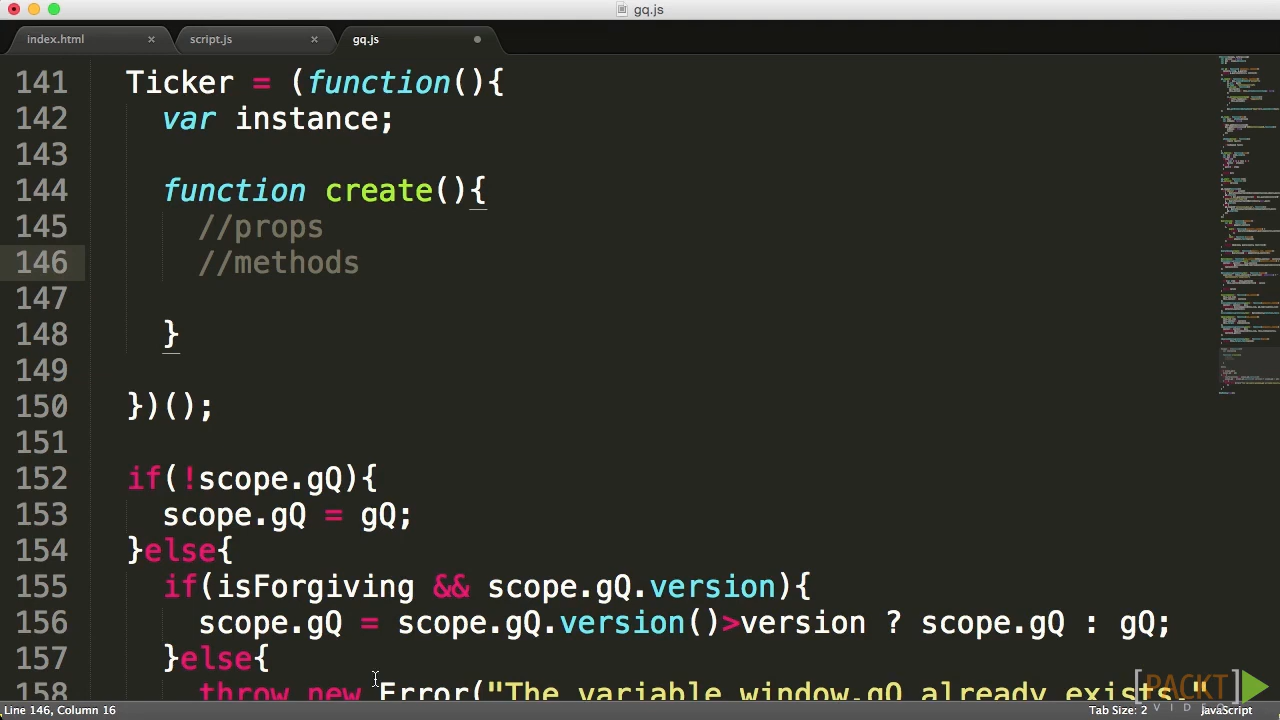 gq.js
index.html × script.js × gq.js
141 Ticker = (function(){
142 var instance;
143
144 function create(){
145 //props
146 //methods
147
148 }
149
150 })();
151
152 if(!scope.gQ){
153 scope.gQ = gQ;
154 }else{
155 if(isForgiving && scope.gQ.version){
156 scope.gQ = scope.gQ.version()>version ? scope.gQ : gQ;
157 }else{
158 throw new Error("The variable window.gQ already exists."
[PACKT]
VIDEO
Line 146, Column 16 Tab Size: 2 JavaScript